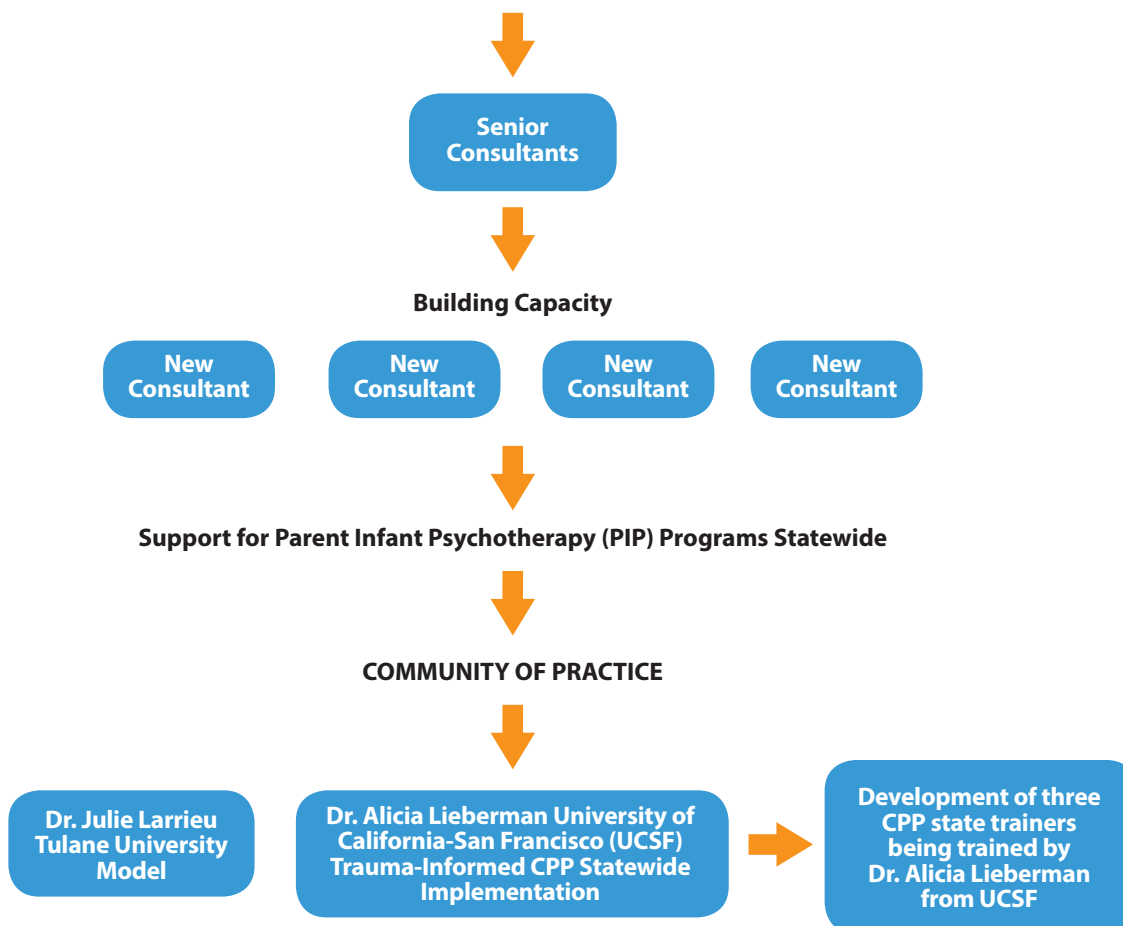 Senior
Consultants
Building Capacity
New
Consultant
New
Consultant
New
Consultant
New
Consultant
Support for Parent Infant Psychotherapy (PIP) Programs Statewide
COMMUNITY OF PRACTICE
Dr. Julie Larrieu
Tulane University
Model
Dr. Alicia Lieberman University of
California-San Francisco (UCSF)
Trauma-Informed CPP Statewide
Implementation
Development of three
CPP state trainers
being trained by
Dr. Alicia Lieberman
from UCSF